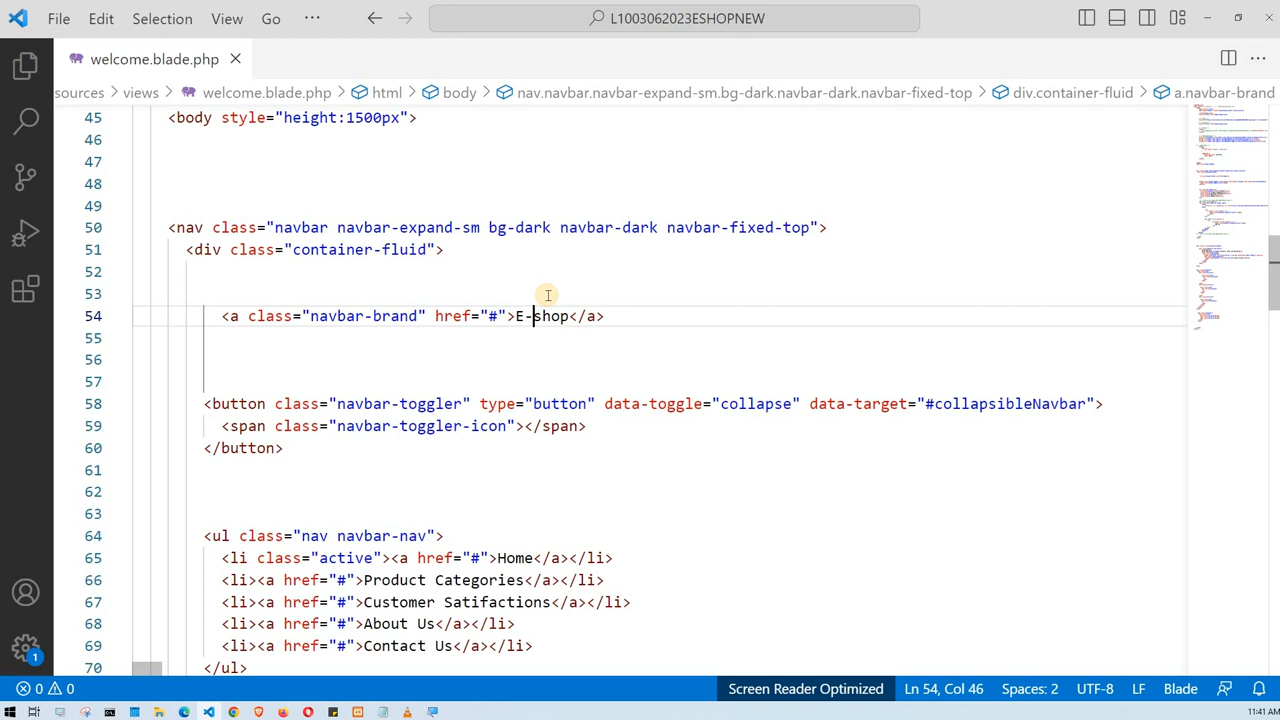 File Edit Selection View Go ··· L1003062023ESHOPNEW
welcome.blade.php
sources > views > welcome.blade.php > html > body > nav.navbar.navbar-expand-sm.bg-dark.navbar-dark.navbar-fixed-top > div.container-fluid > a.navbar-brand
45 <body style="height:1500px">
46
47
48
49
50 <nav class="navbar navbar-expand-sm bg-dark navbar-dark navbar-fixed-top">
51 <div class="container-fluid">
52
53
54 <a class="navbar-brand" href="#" E-shop</a>
55
56
57
58 <button class="navbar-toggler" type="button" data-toggle="collapse" data-target="#collapsibleNavbar">
59 <span class="navbar-toggler-icon"></span>
60 </button>
61
62
63
64 <ul class="nav navbar-nav">
65 <li class="active"><a href="#">Home</a></li>
66 <li><a href="#">Product Categories</a></li>
67 <li><a href="#">Customer Satifactions</a></li>
68 <li><a href="#">About Us</a></li>
69 <li><a href="#">Contact Us</a></li>
70 </ul>
1
0 0 Screen Reader Optimized Ln 54, Col 46 Spaces: 2 UTF-8 LF Blade
11:41 AM